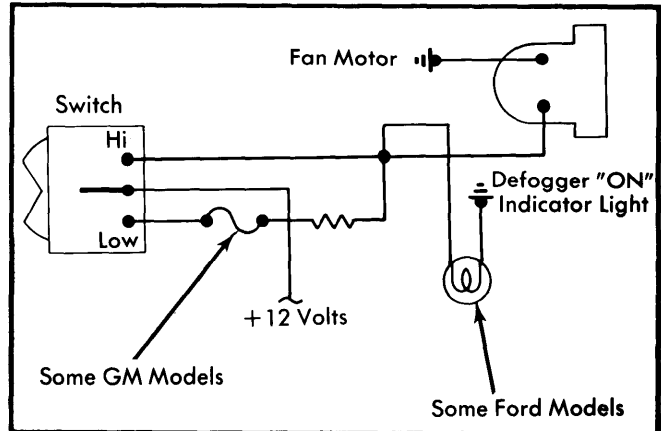 Fan Motor
Switch
Hi
Defogger "ON"
Indicator Light
Low
+12 Volts
Some GM Models
Some Ford Models